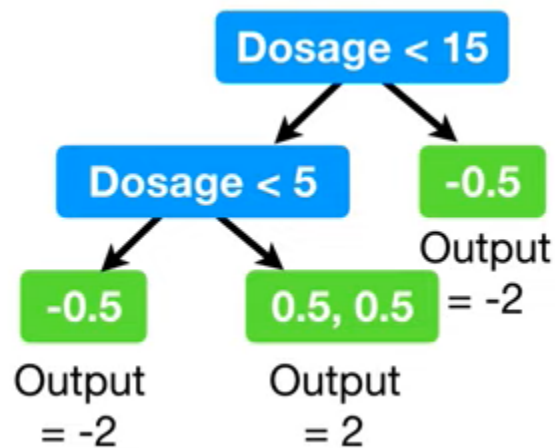 Dosage < 15
Dosage < 5
-0.5
Output
= -2
-0.5
0.5, 0.5
Output
= -2
Output
= 2